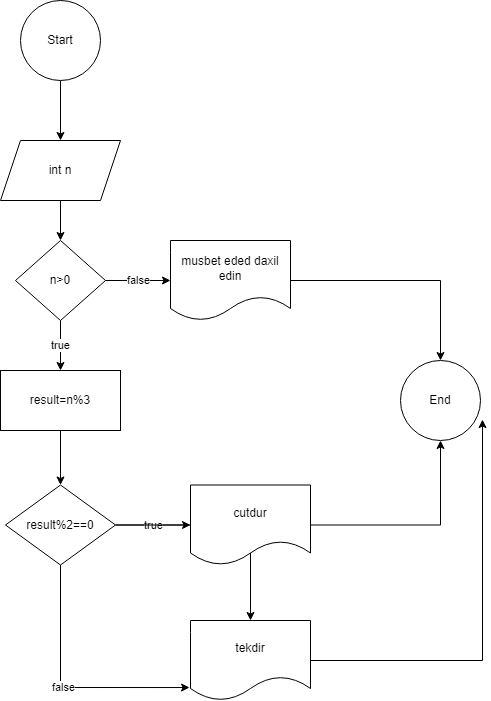 Start
int n
n>0
false
musbet eded daxil
edin
true
result=n%3
End
result%2==0
true
cutdur
tekdir
false